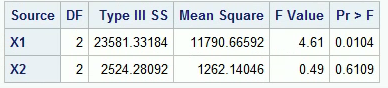 Source DF Type III SS Mean Square F Value Pr > F
X1 2 23581.33184 11790.66592 4.61 0.0104
X2 2 2524.28092 1262.14046 0.49 0.6109